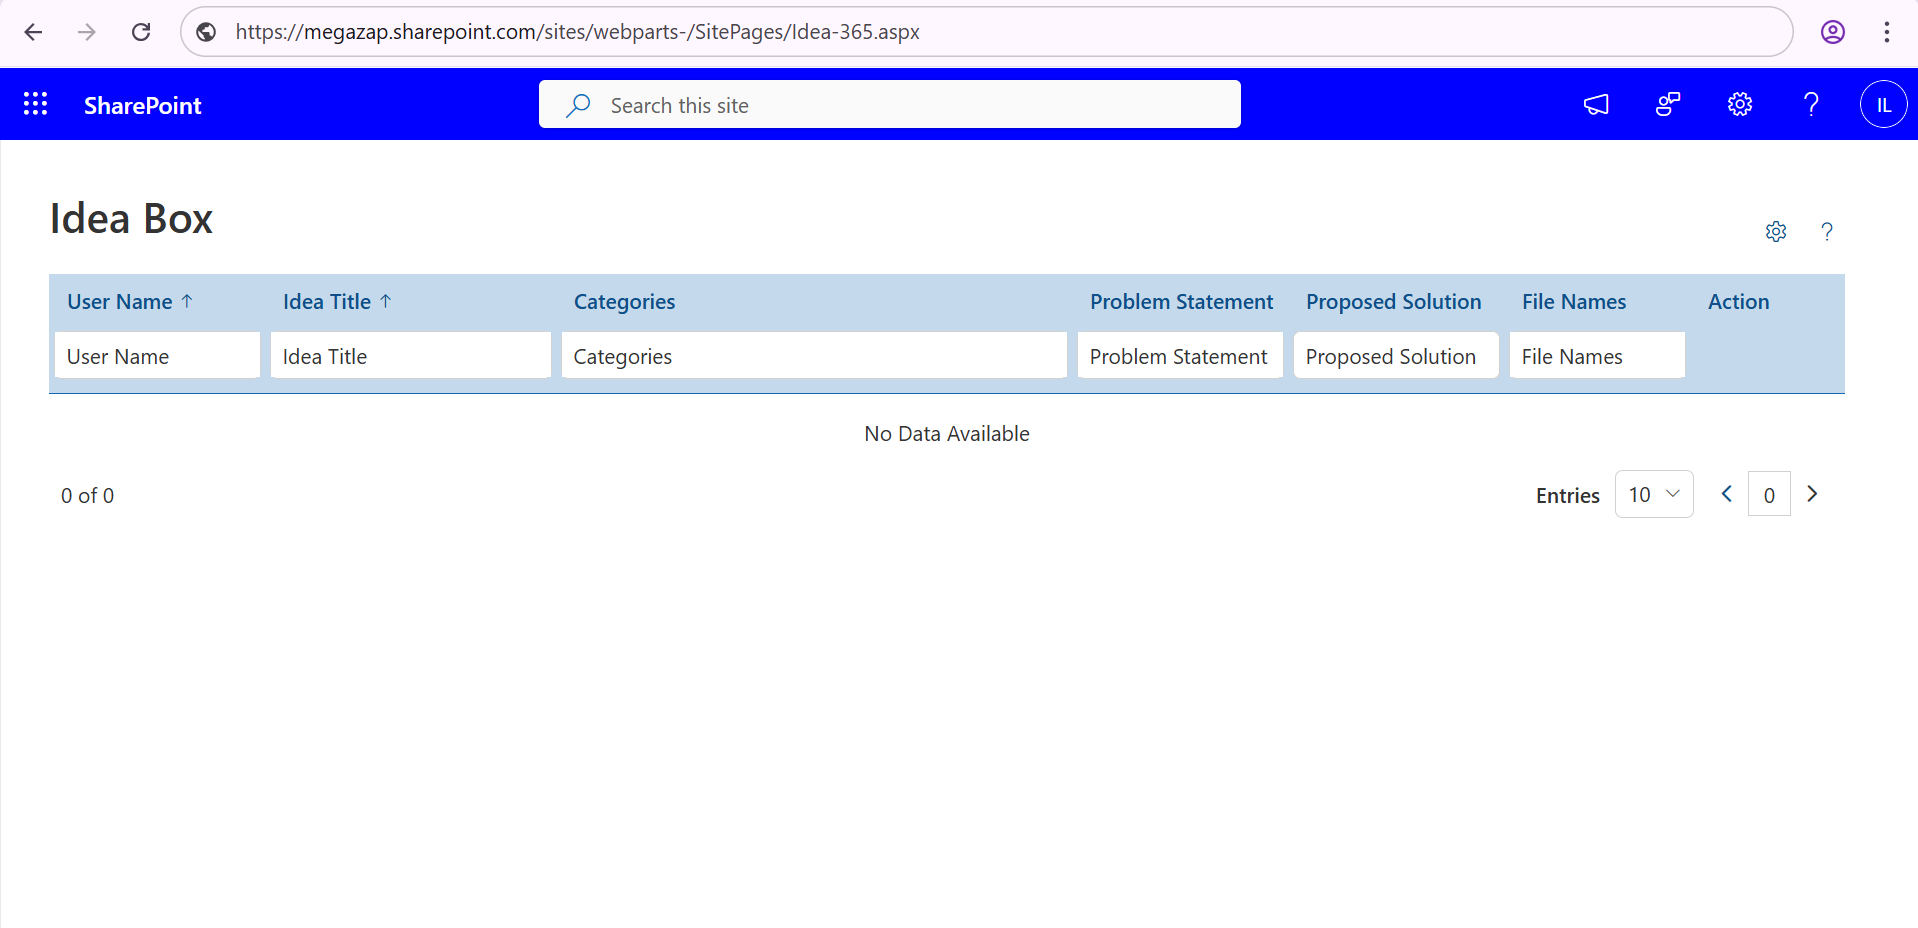 https://megazap.sharepoint.com/sites/webparts-/SitePages/Idea-365.aspx
SharePoint
Search this site
IL
Idea Box
User Name ↑ Idea Title ↑ Categories Problem Statement Proposed Solution File Names Action
User Name Idea Title Categories Problem Statement Proposed Solution File Names
No Data Available
0 of 0 Entries 10 0